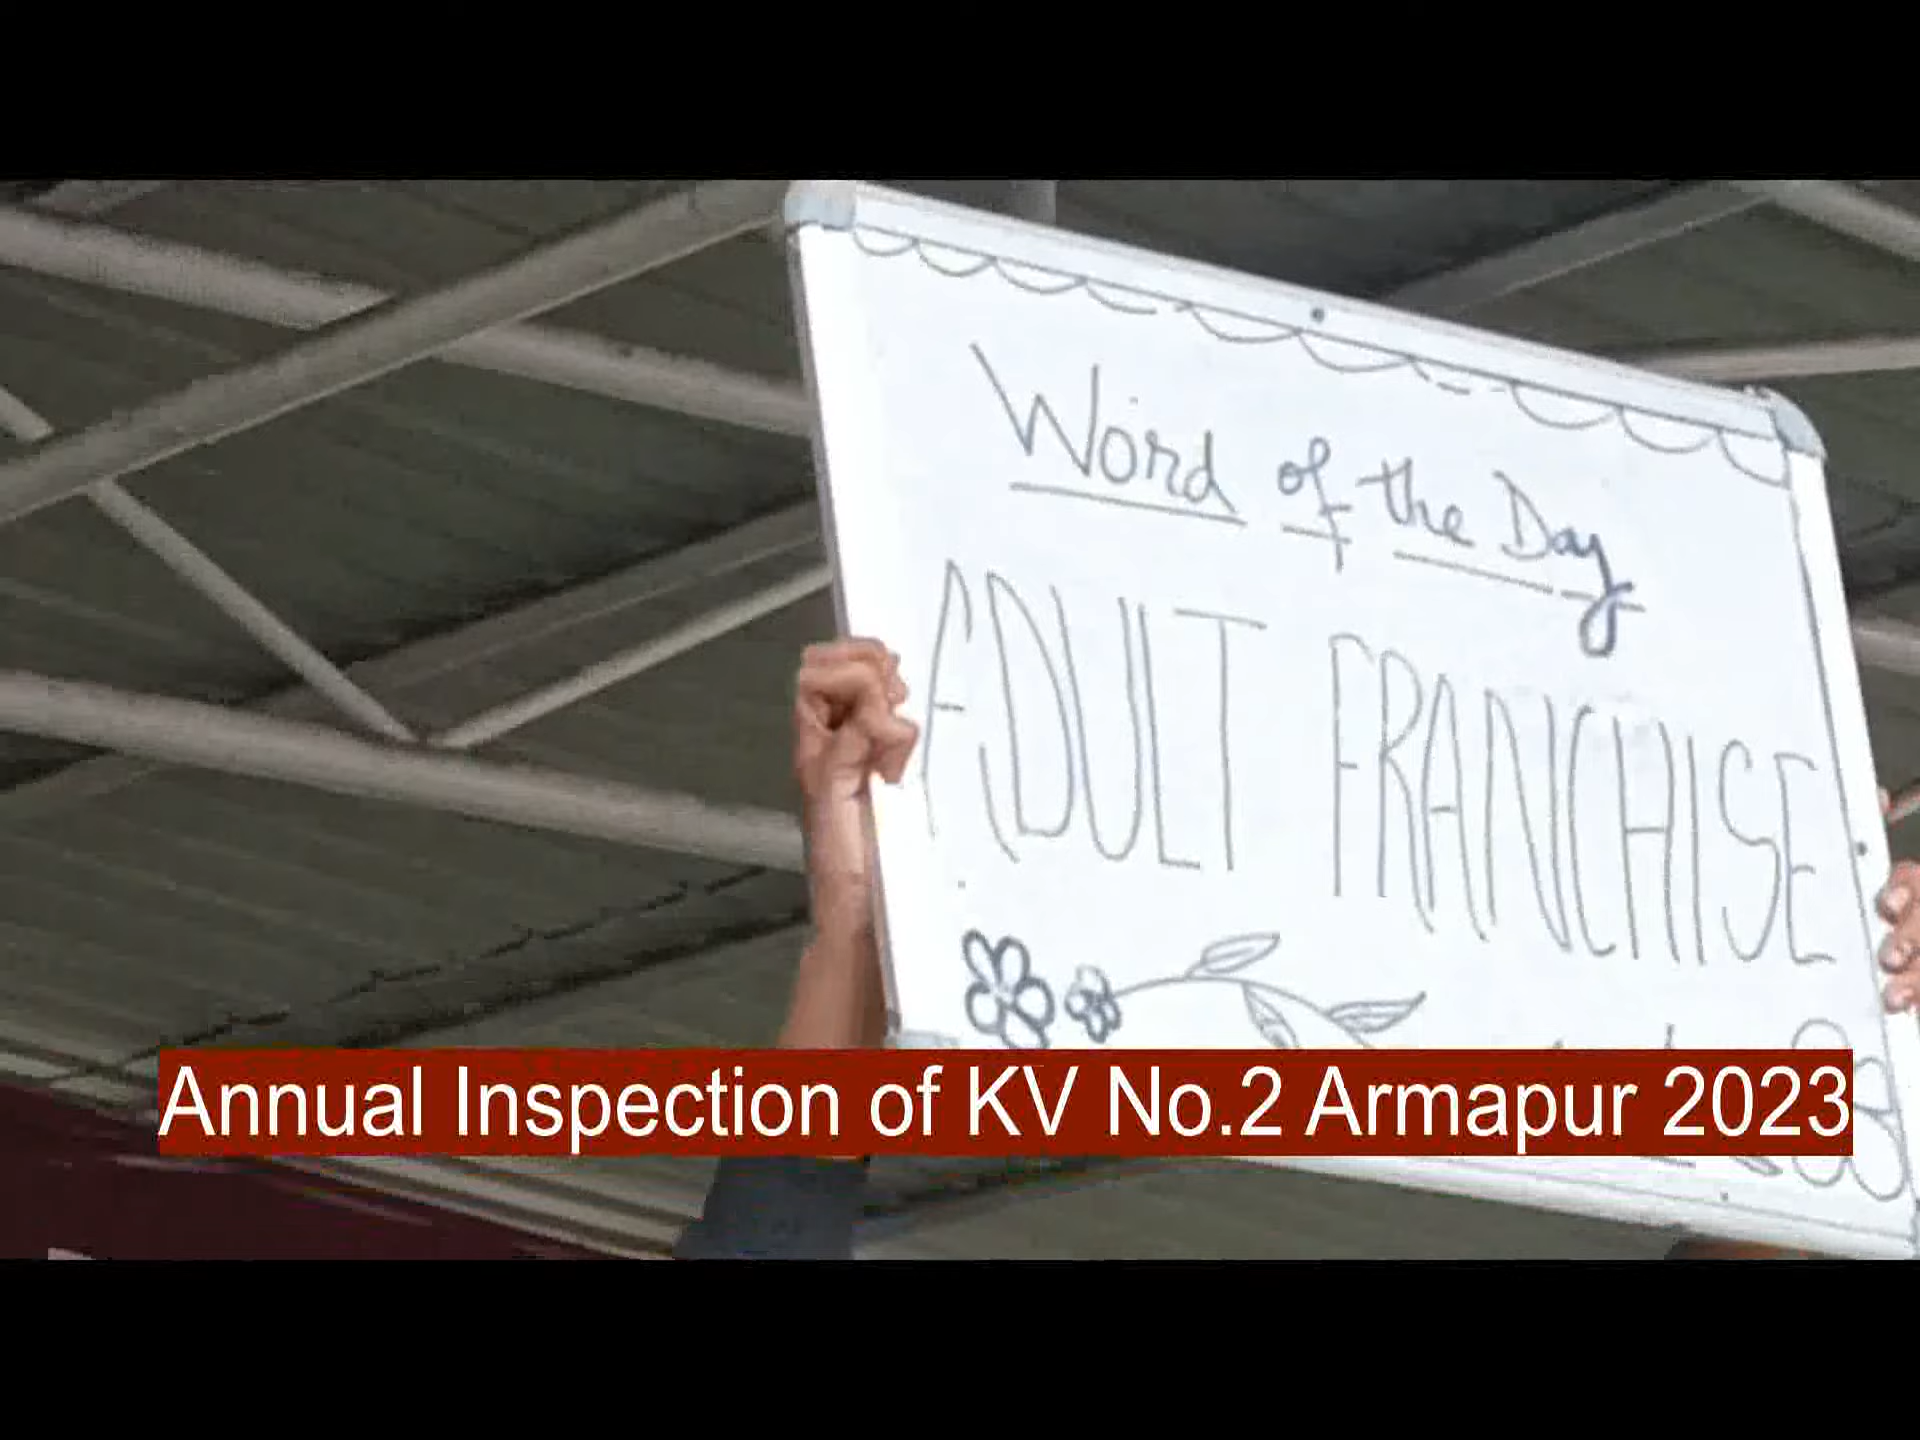 Word of the Day
ADULT FRANCHISE
Annual Inspection of KV No.2 Armapur 2023